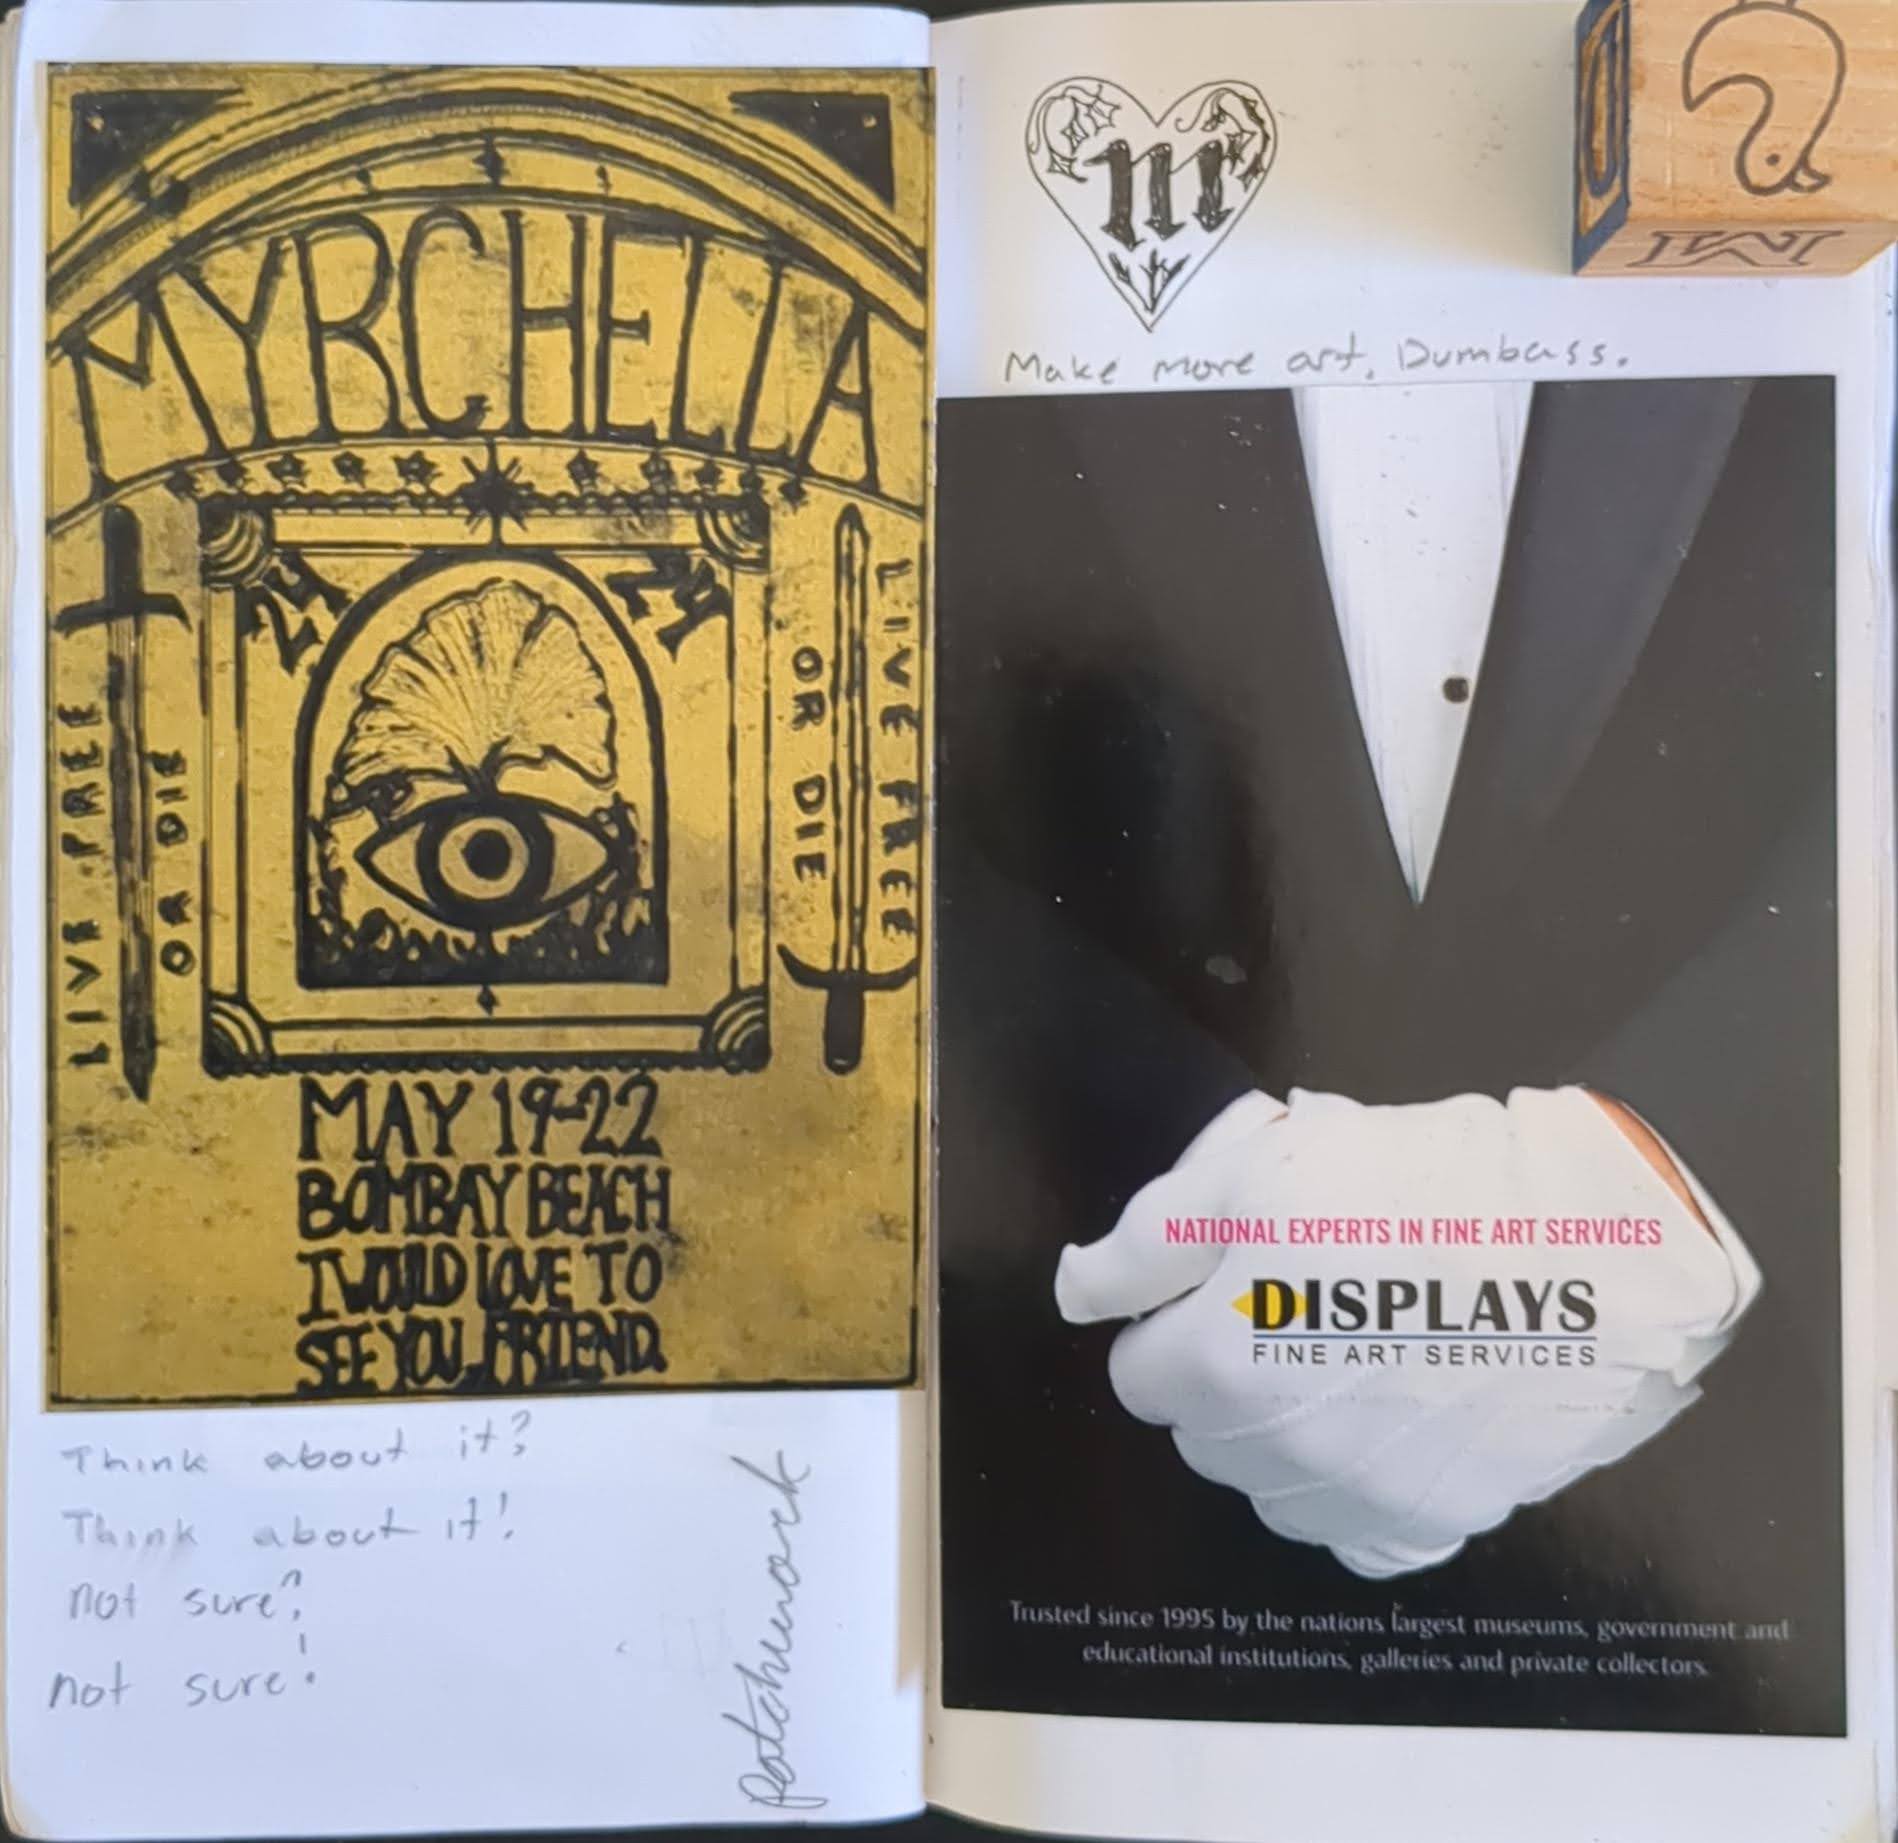 MYRCHELLA
24
LIVE FREE
OR DIE
OR DIE
LIVE FREE
MAY 19-22
BOMBAY BEACH
I WOULD LOVE TO
SEE YOU, FRIEND.
Think about it?
Think about it!
not sure?
not sure!
patchwork
m
Make more art, Dumbass.
NATIONAL EXPERTS IN FINE ART SERVICES
DISPLAYS
FINE ART SERVICES
Trusted since 1995 by the nations largest museums, government and
educational institutions, galleries and private collectors.
D
M